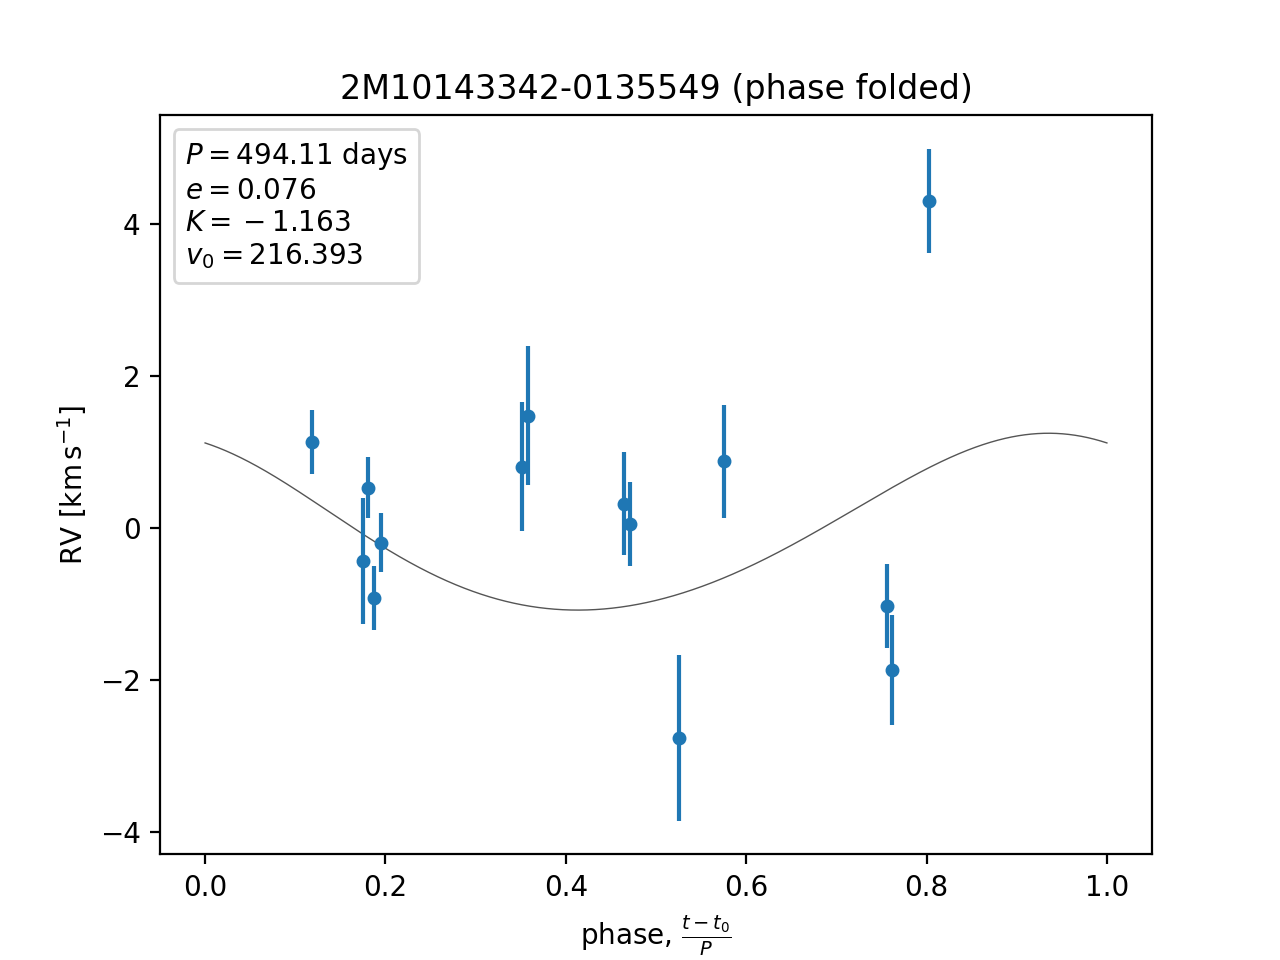 2M10143342-0135549 (phase folded)
P = 494.11 days
e = 0.076
K = −1.163
v₀ = 216.393
RV [km s⁻¹]
4
2
0
−2
−4
0.0 0.2 0.4 0.6 0.8 1.0
phase, (t − t₀)/P